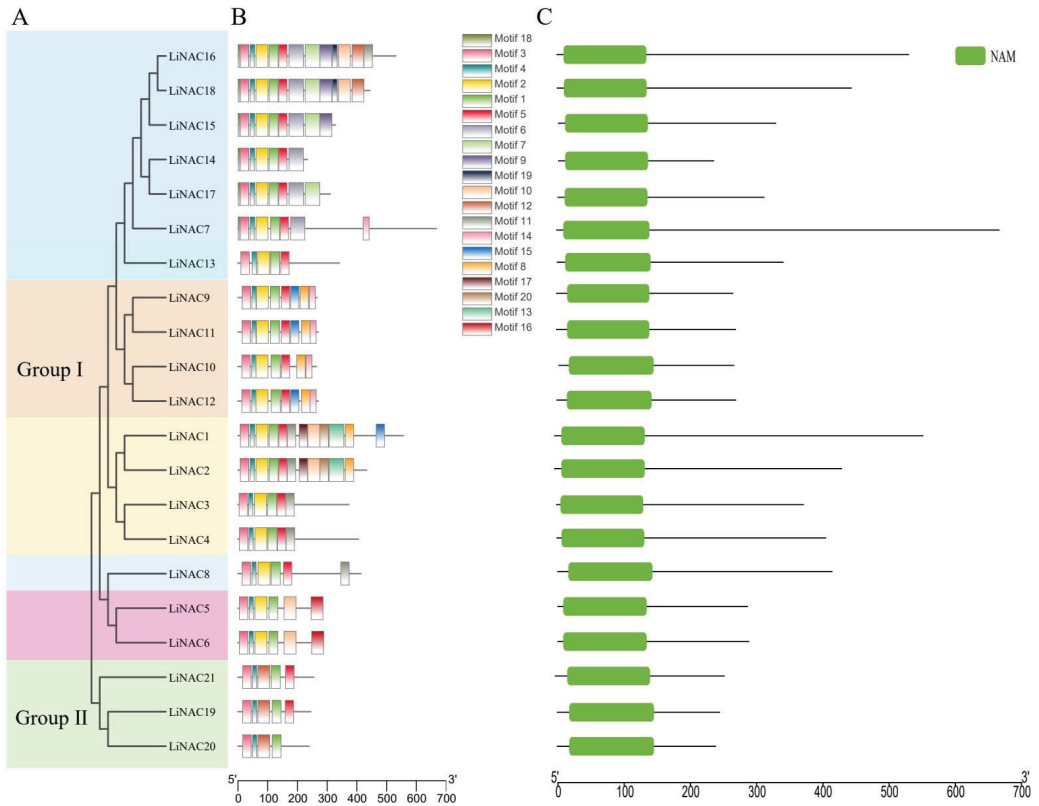 A
B
C
LiNAC16
LiNAC18
LiNAC15
LiNAC14
LiNAC17
LiNAC7
LiNAC13
LiNAC9
LiNAC11
LiNAC10
LiNAC12
LiNAC1
LiNAC2
LiNAC3
LiNAC4
LiNAC8
LiNAC5
LiNAC6
LiNAC21
LiNAC19
LiNAC20
Group I
Group II
Motif 18
Motif 3
Motif 4
Motif 2
Motif 1
Motif 5
Motif 6
Motif 7
Motif 9
Motif 19
Motif 10
Motif 12
Motif 11
Motif 14
Motif 15
Motif 8
Motif 17
Motif 20
Motif 13
Motif 16
NAM
5' 3'
0 100 200 300 400 500 600 700
5' 3'
0 100 200 300 400 500 600 700